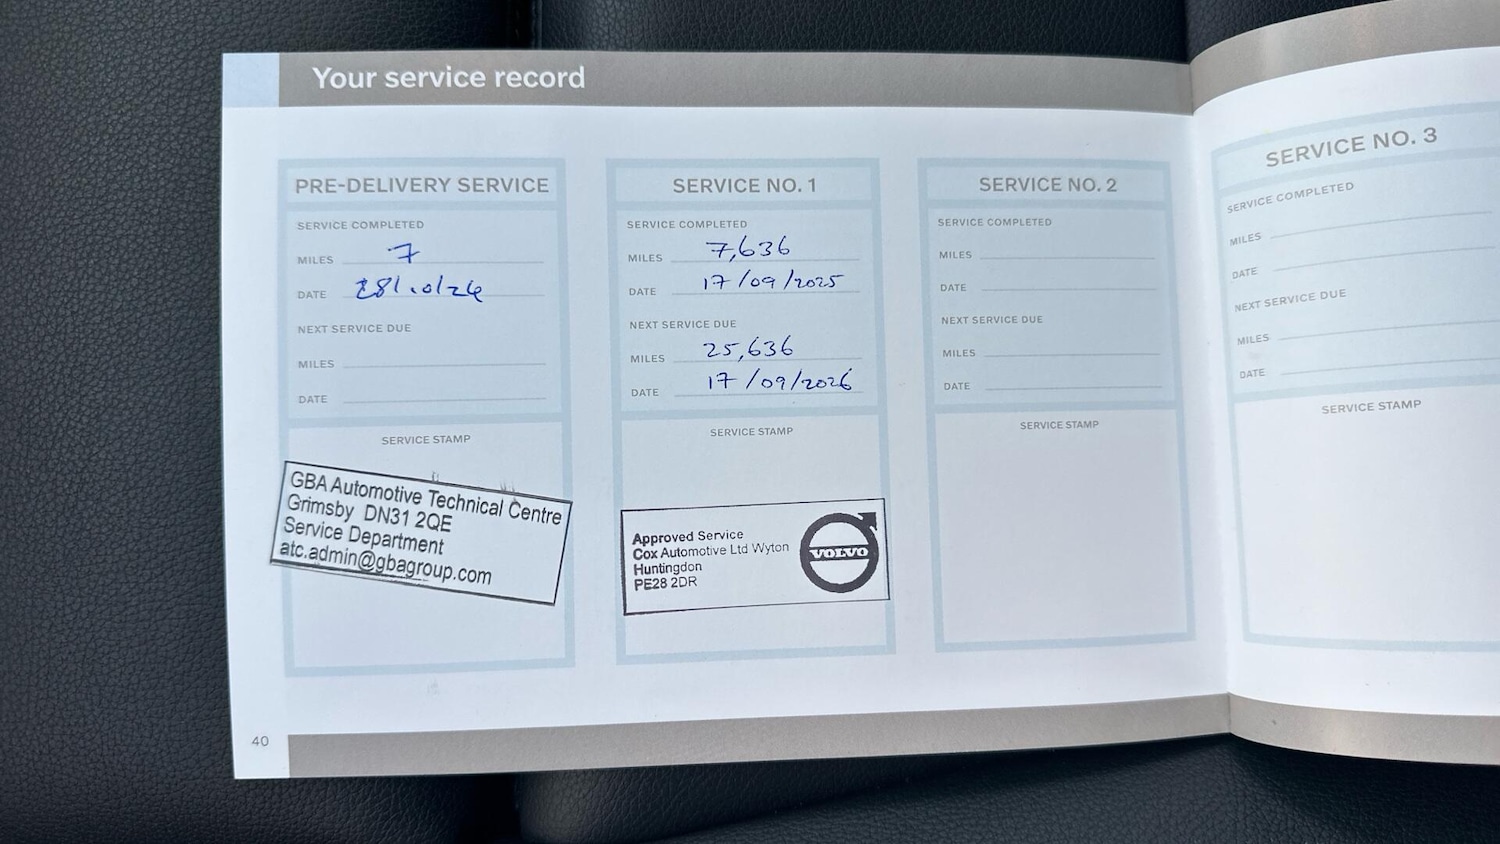 Your service record
PRE-DELIVERY SERVICE
SERVICE COMPLETED
MILES 7
DATE 28/10/24
NEXT SERVICE DUE
MILES
DATE
SERVICE STAMP
GBA Automotive Technical Centre
Grimsby DN31 2QE
Service Department
atc.admin@gbagroup.com
SERVICE NO. 1
SERVICE COMPLETED
MILES 7,636
DATE 17/09/2025
NEXT SERVICE DUE
MILES 25,636
DATE 17/09/2026
SERVICE STAMP
Approved Service
Cox Automotive Ltd Wyton
Huntingdon
PE28 2DR
VOLVO
SERVICE NO. 2
SERVICE COMPLETED
MILES
DATE
NEXT SERVICE DUE
MILES
DATE
SERVICE STAMP
SERVICE NO. 3
SERVICE COMPLETED
MILES
DATE
NEXT SERVICE DUE
MILES
DATE
SERVICE STAMP
40